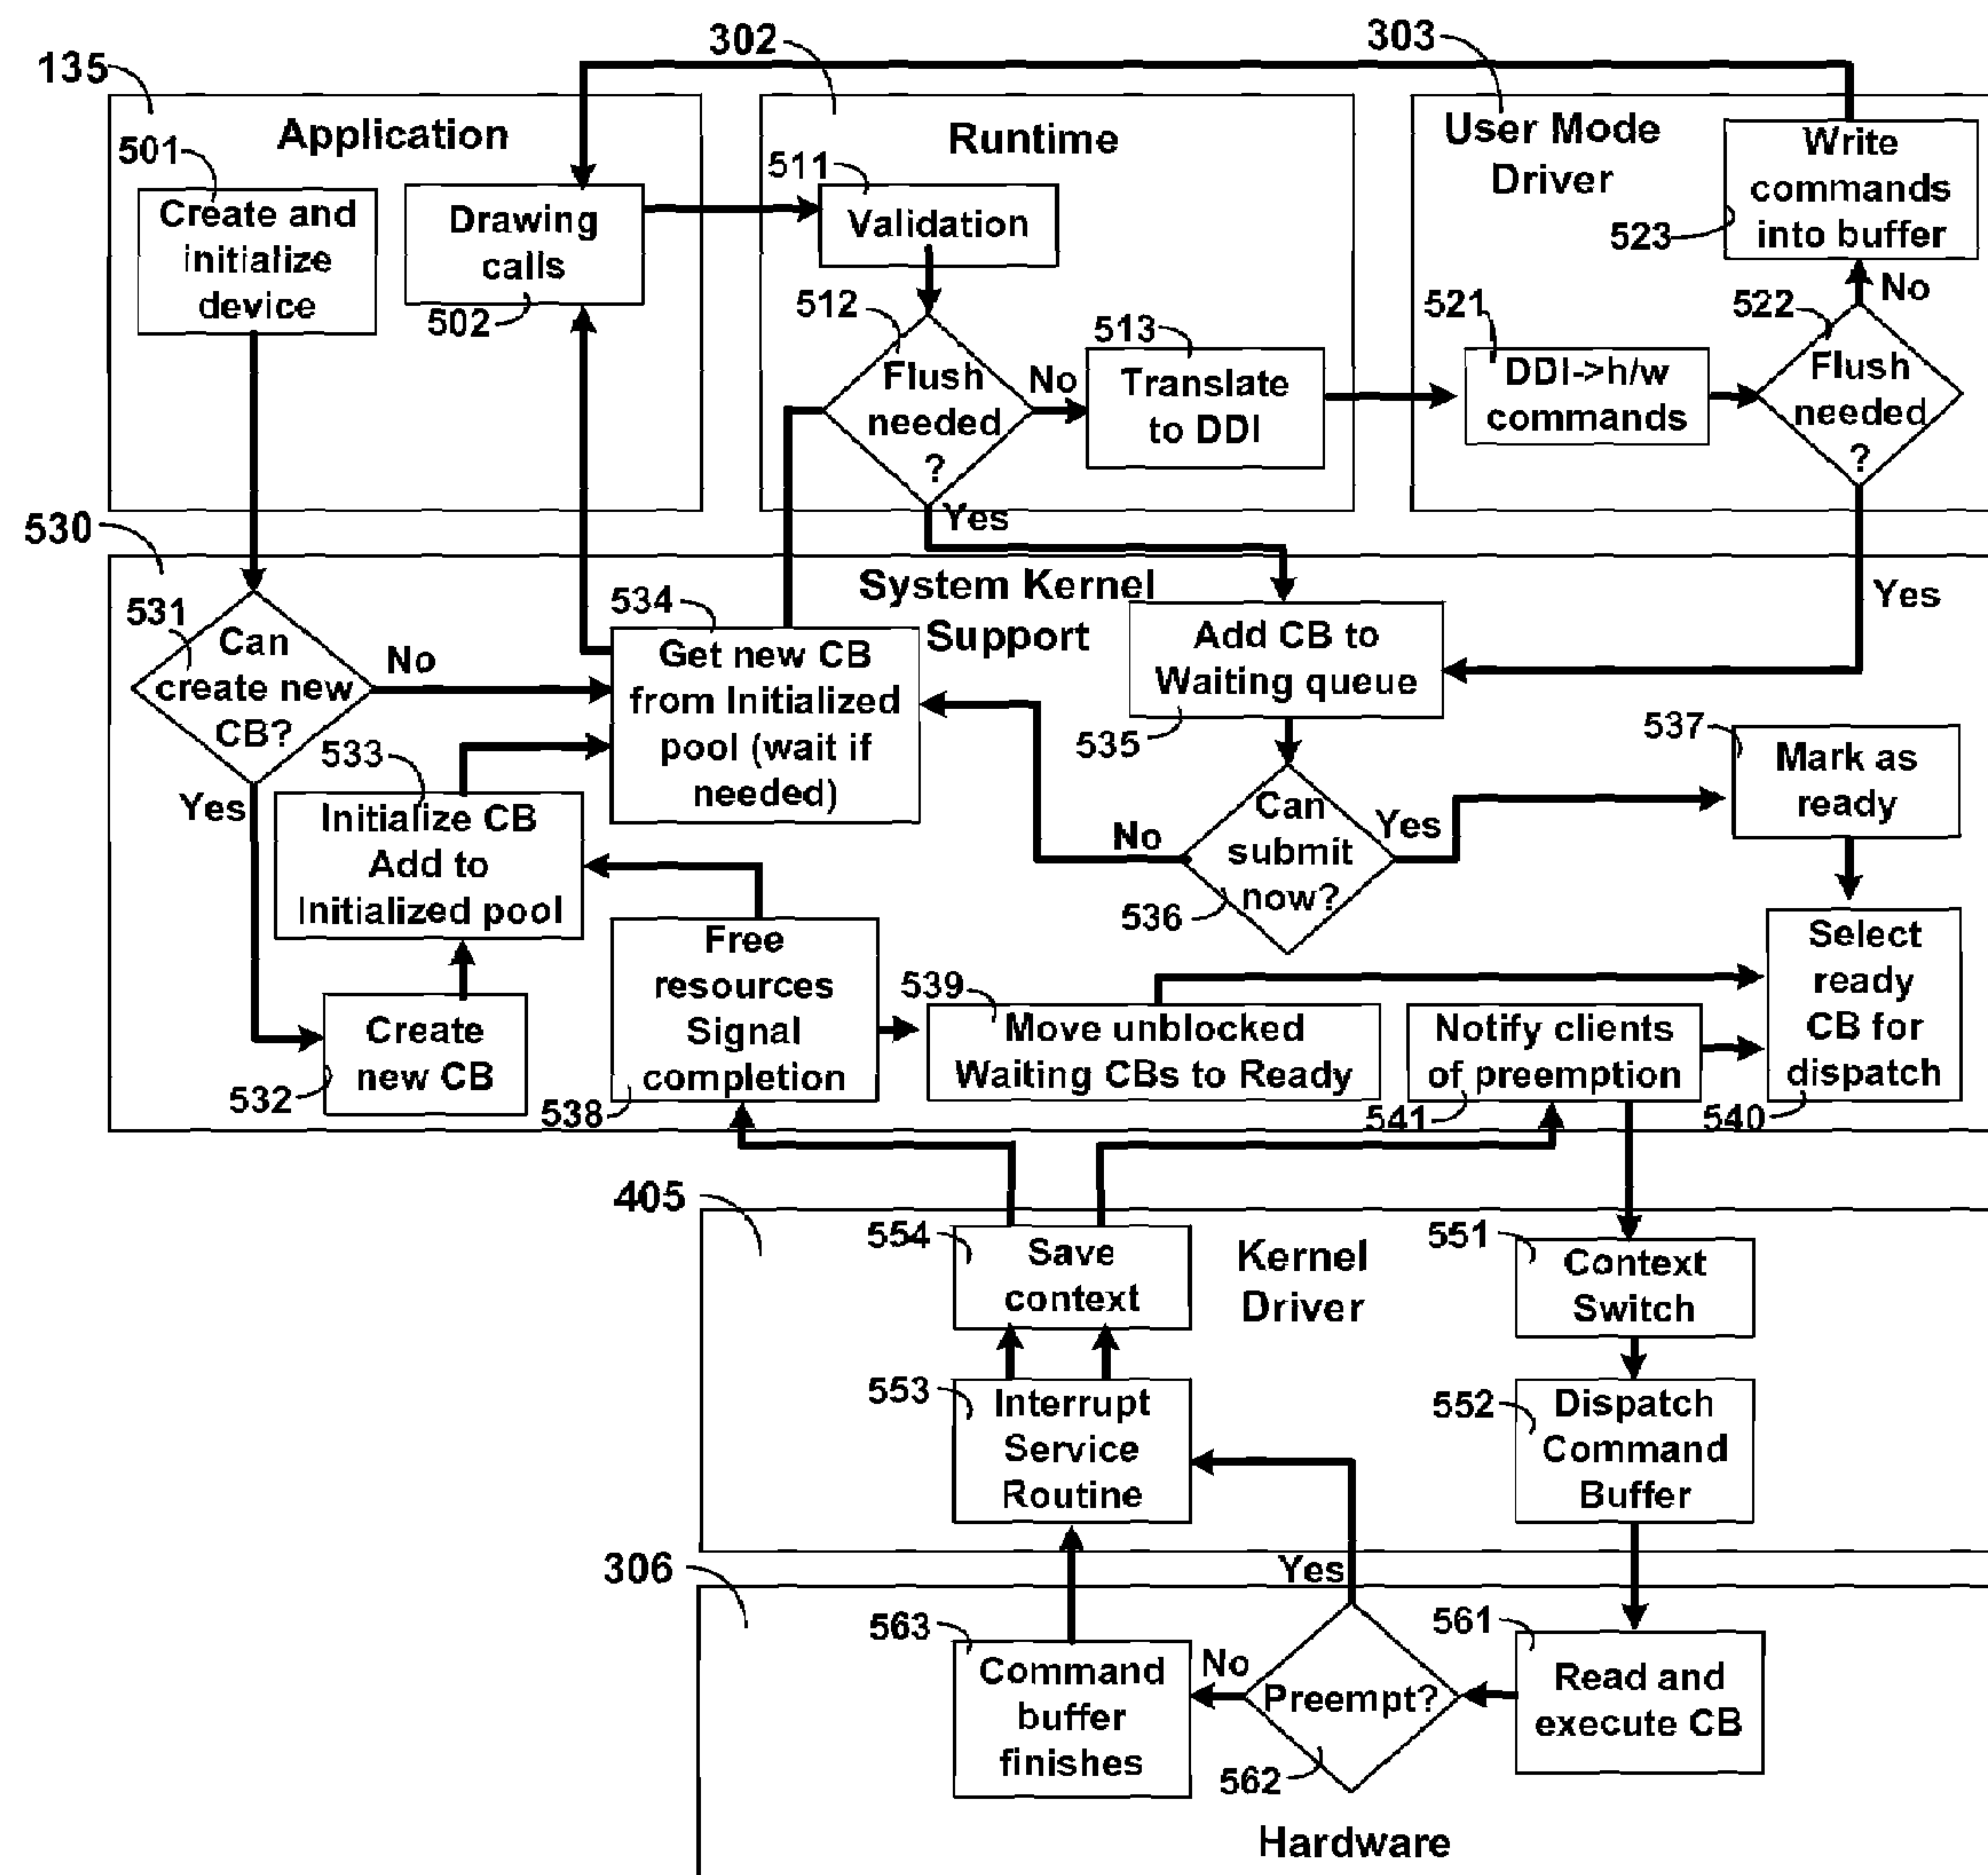 135
302
303
Application
501
Create and
initialize
device
Drawing
calls
502
Runtime
511
Validation
512
Flush
needed
?
No
Yes
513
Translate
to DDI
User Mode
Driver
521
DDI->h/w
commands
522
Flush
needed
?
No
Yes
523
Write
commands
into buffer
530
System Kernel
Support
531
Can
create new
CB?
No
Yes
532
Create
new CB
533
Initialize CB
Add to
Initialized pool
534
Get new CB
from Initialized
pool (wait if
needed)
Add CB to
Waiting queue
535
Can
submit
now?
536
No
Yes
537
Mark as
ready
Free
resources
Signal
completion
538
539
Move unblocked
Waiting CBs to Ready
Notify clients
of preemption
541
Select
ready
CB for
dispatch
540
405
Kernel
Driver
554
Save
context
551
Context
Switch
553
Interrupt
Service
Routine
552
Dispatch
Command
Buffer
306
Yes
563
Command
buffer
finishes
No
Preempt?
562
561
Read and
execute CB
Hardware